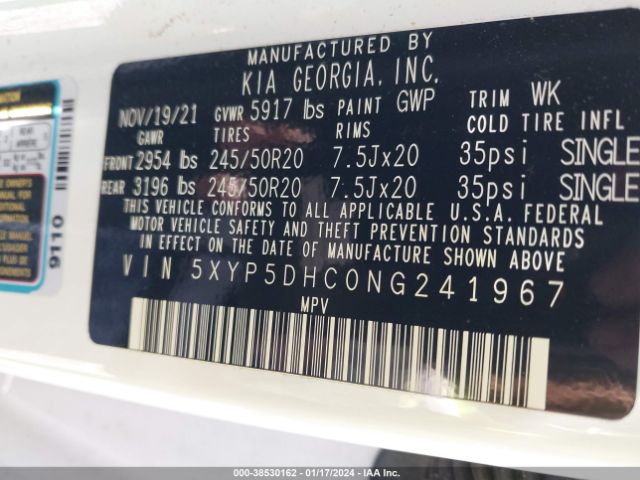 MANUFACTURED BY
KIA GEORGIA, INC.
NOV/19/21 GVWR 5917 lbs PAINT GWP TRIM WK
GAWR TIRES RIMS COLD TIRE INFL
FRONT 2954 lbs 245/50R20 7.5Jx20 35psi SINGLE
REAR 3196 lbs 245/50R20 7.5Jx20 35psi SINGLE
THIS VEHICLE CONFORMS TO ALL APPLICABLE U.S.A. FEDERAL
MOTOR VEHICLE SAFETY AND THEFT PREVENTION STANDARDS
IN EFFECT ON THE DATE OF MANUFACTURE SHOWN ABOVE.
VIN 5XYP5DHC0NG241967
MPV
9110
000-38530162 - 01/17/2024 - IAA Inc.